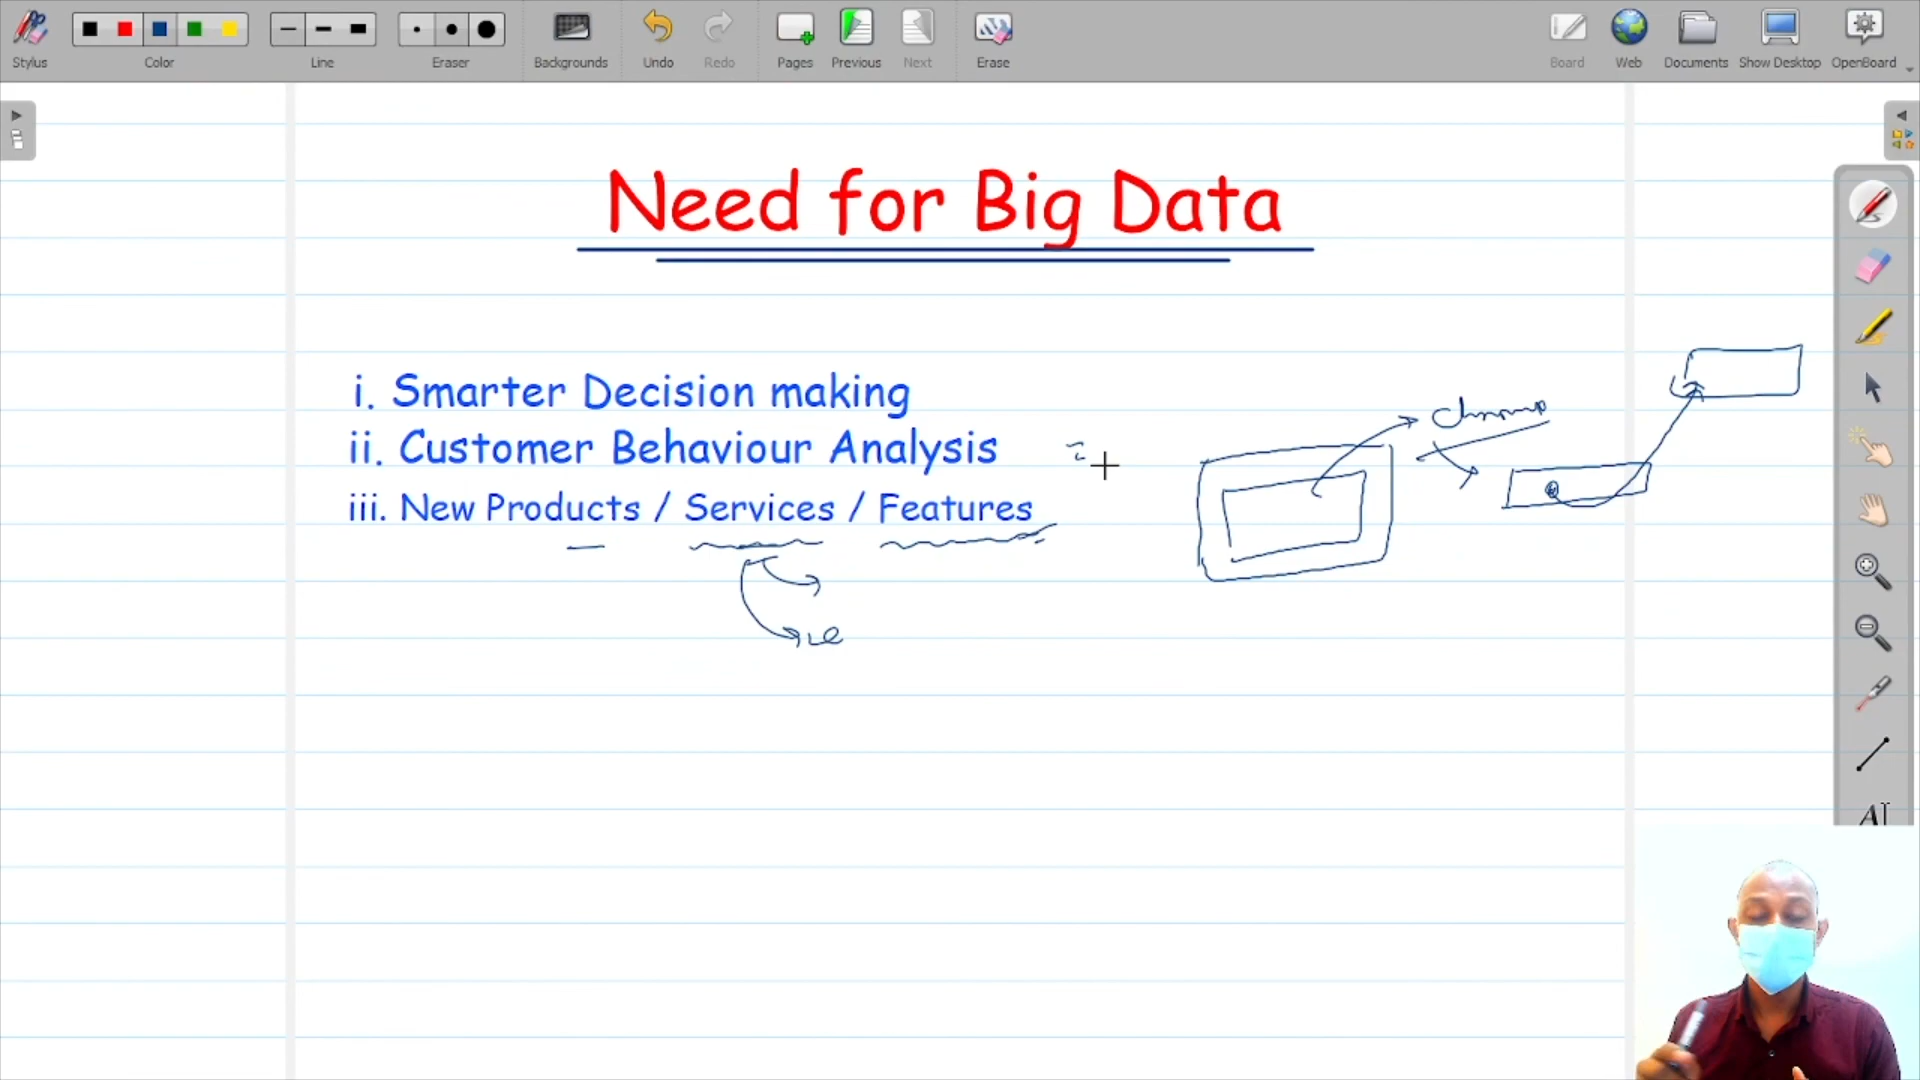 Stylus Color Line Eraser Backgrounds Undo Redo Pages Previous Next Erase Board Web Documents Show Desktop OpenBoard
Need for Big Data
i. Smarter Decision making
ii. Customer Behaviour Analysis
iii. New Products / Services / Features